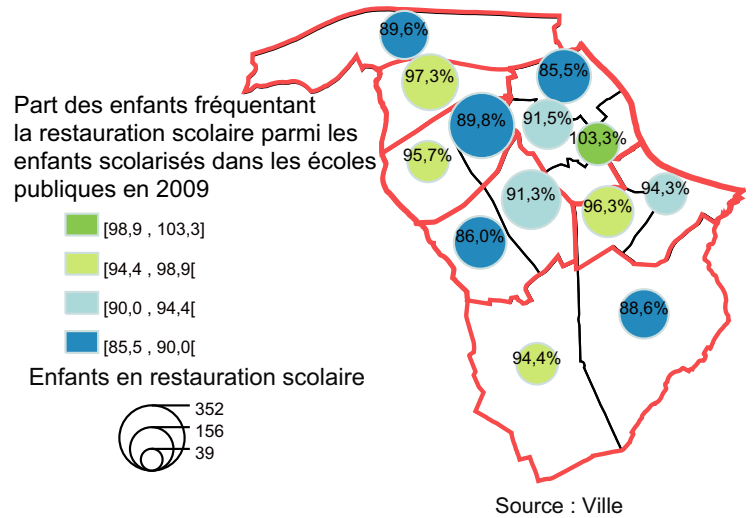 89,6%
97,3%
85,5%
89,8%
91,5%
103,3%
95,7%
91,3%
96,3%
94,3%
86,0%
88,6%
94,4%
Part des enfants fréquentant
la restauration scolaire parmi les
enfants scolarisés dans les écoles
publiques en 2009
[98,9 , 103,3]
[94,4 , 98,9[
[90,0 , 94,4[
[85,5 , 90,0[
Enfants en restauration scolaire
352
156
39
Source : Ville